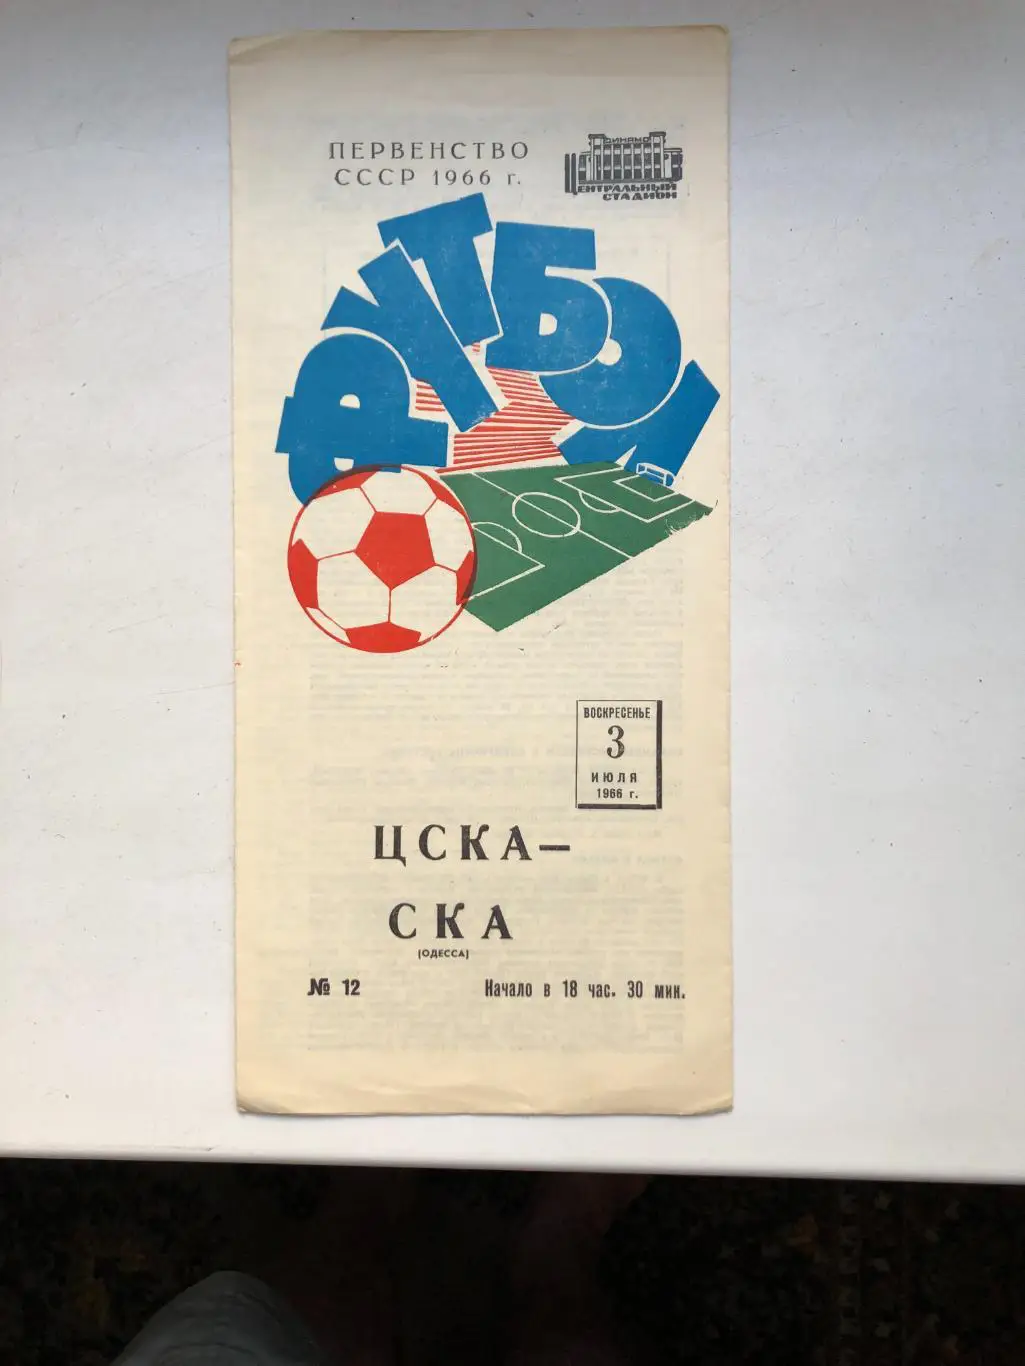 ПЕРВЕНСТВО
СССР 1966 г.
ДИНАМО
ЦЕНТРАЛЬНЫЙ
СТАДИОН
ФУТБОЛ
ВОСКРЕСЕНЬЕ
3
ИЮЛЯ
1966 г.
ЦСКА—
СКА
(ОДЕССА)
№ 12
Начало в 18 час. 30 мин.